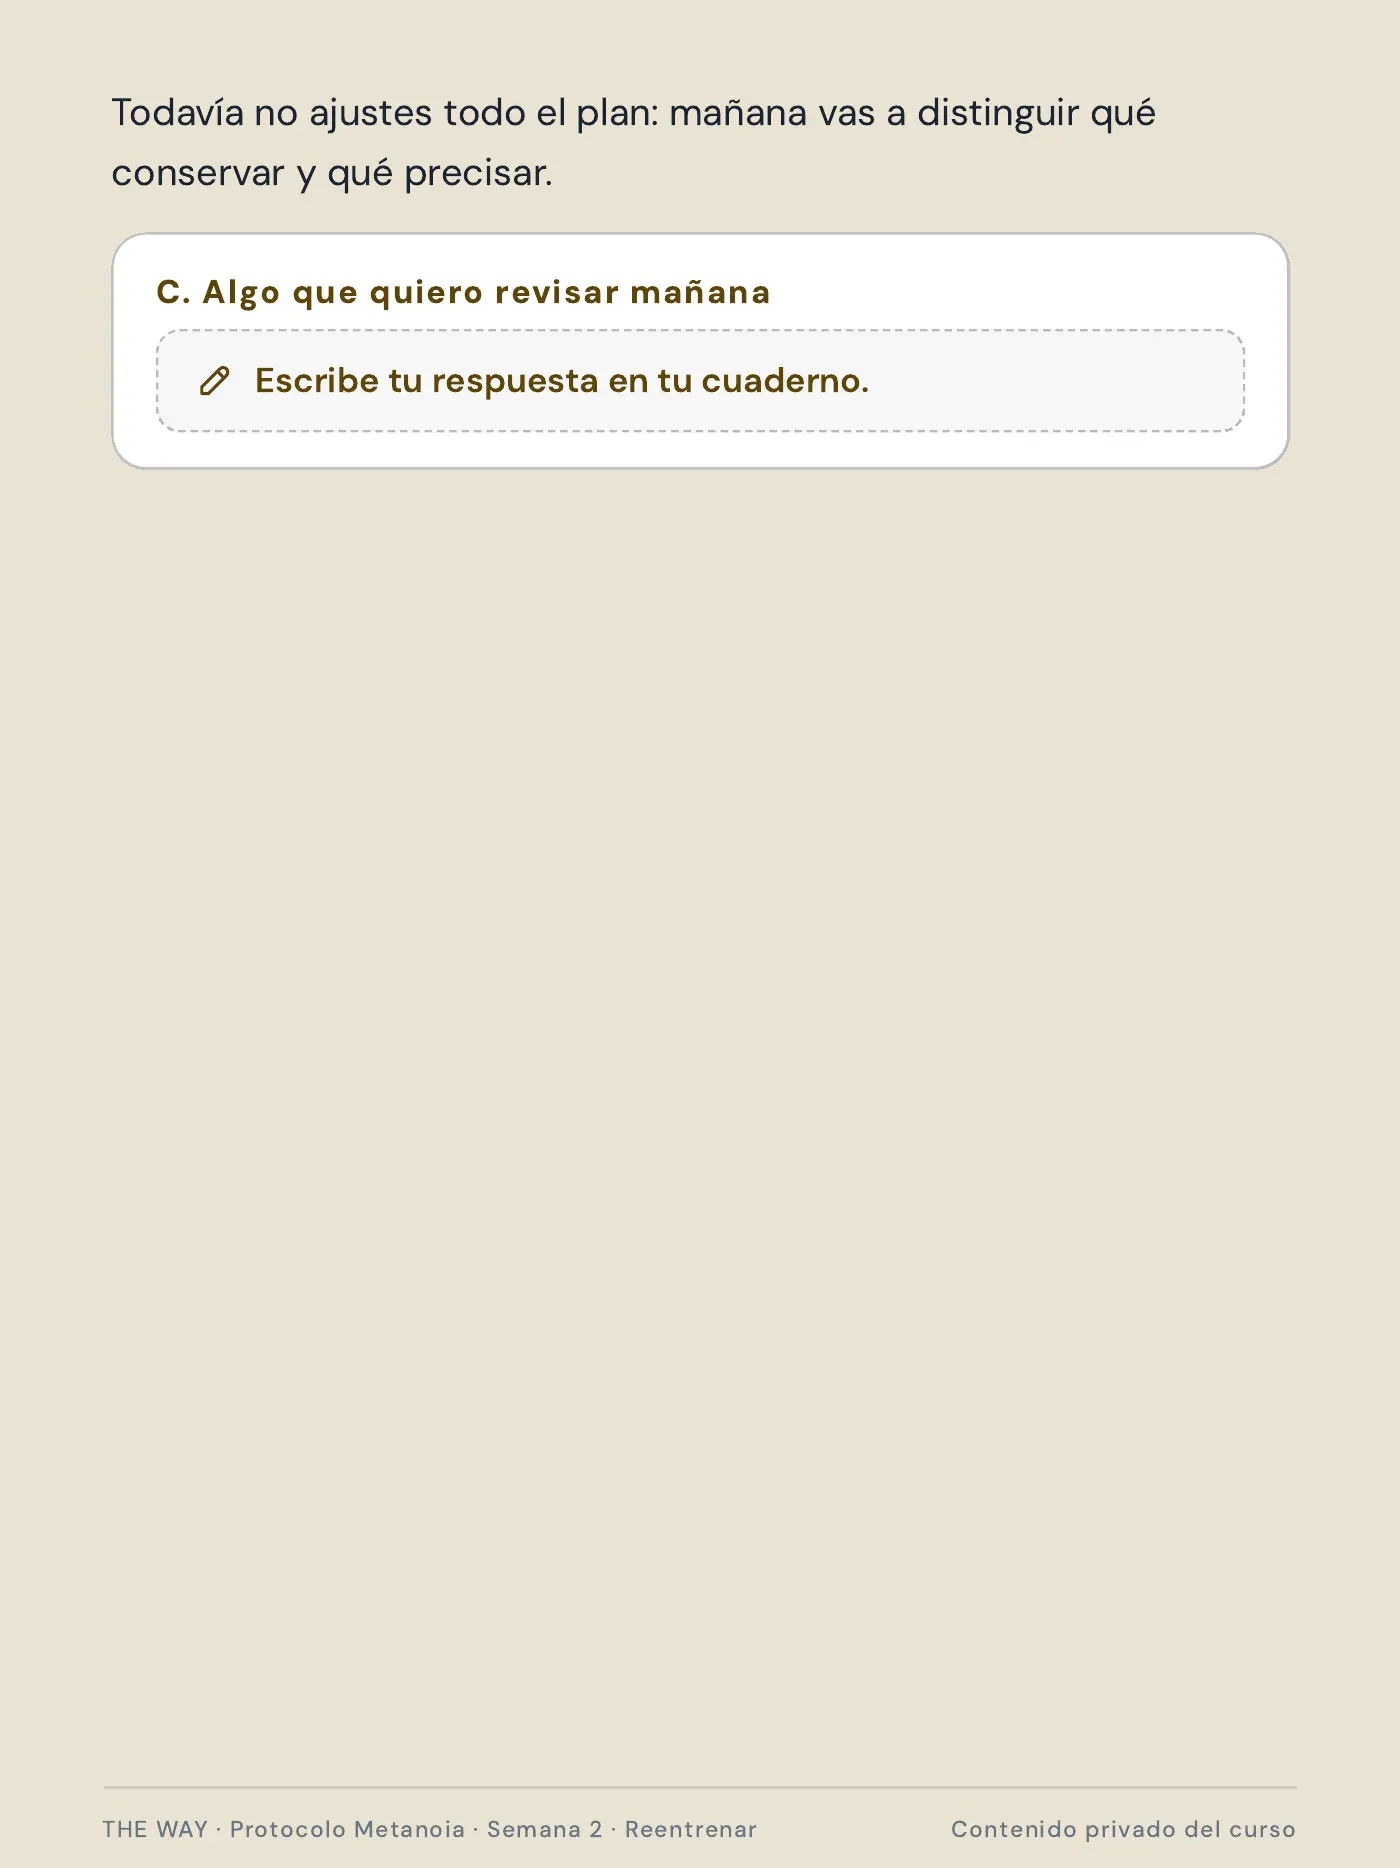 Todavía no ajustes todo el plan: mañana vas a distinguir qué
conservar y qué precisar.
C. Algo que quiero revisar mañana
Escribe tu respuesta en tu cuaderno.
THE WAY · Protocolo Metanoia · Semana 2 · Reentrenar
Contenido privado del curso